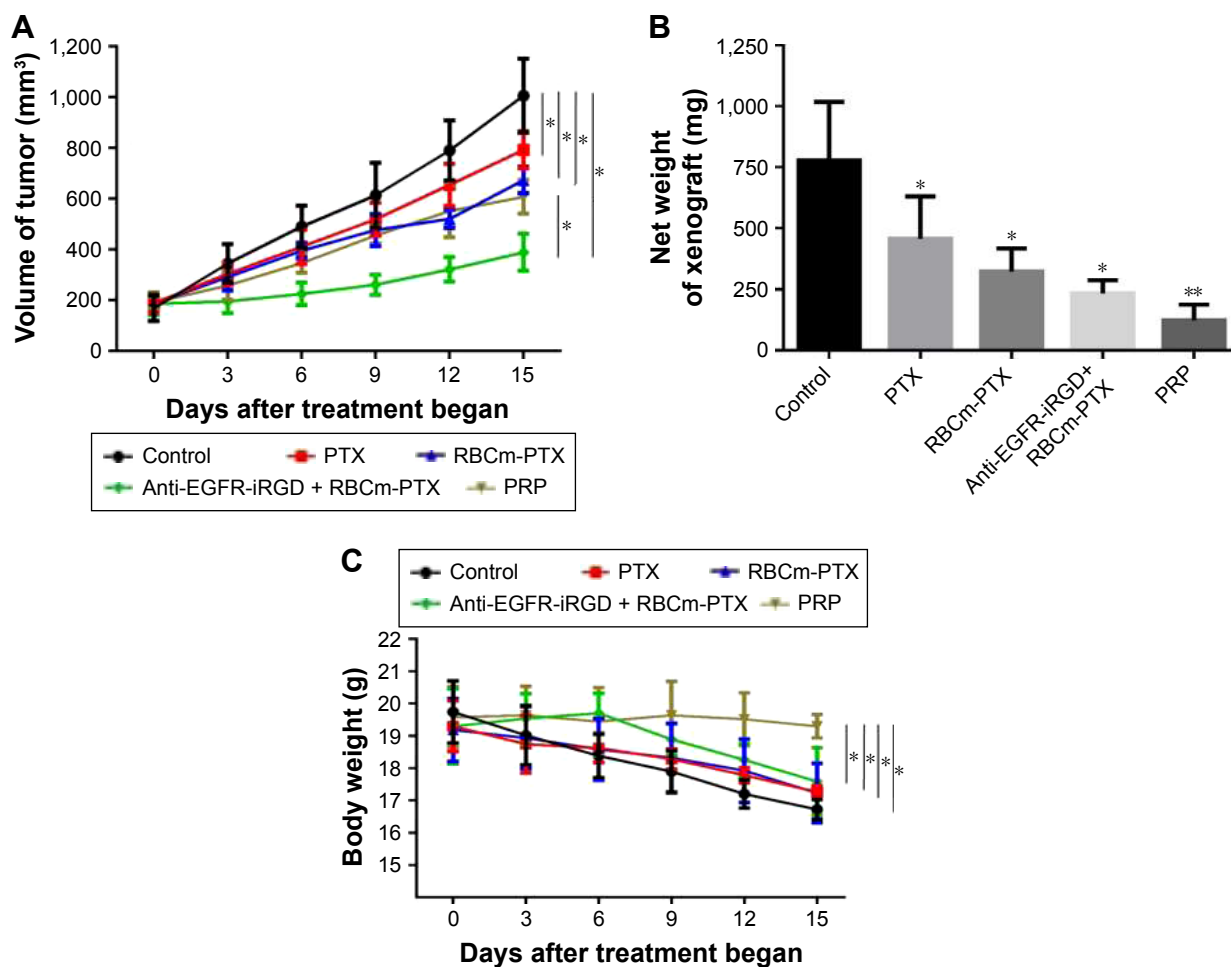 A
Volume of tumor (mm³)
1,200
1,000
800
600
400
200
0
0 3 6 9 12 15
Days after treatment began
* * * *
*
Control PTX RBCm-PTX
Anti-EGFR-iRGD + RBCm-PTX PRP
B
Net weight
of xenograft (mg)
1,250
1,000
750
500
250
0
* * * **
Control
PTX
RBCm-PTX
Anti-EGFR-iRGD+
RBCm-PTX
PRP
C
Control PTX RBCm-PTX
Anti-EGFR-iRGD + RBCm-PTX PRP
Body weight (g)
22
21
20
19
18
17
16
15
0 3 6 9 12 15
Days after treatment began
* * * *